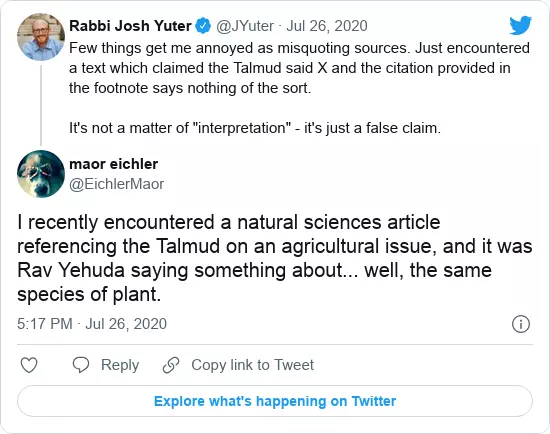 Rabbi Josh Yuter @JYuter · Jul 26, 2020
Few things get me annoyed as misquoting sources. Just encountered
a text which claimed the Talmud said X and the citation provided in
the footnote says nothing of the sort.
It's not a matter of "interpretation" - it's just a false claim.
maor eichler
@EichlerMaor
I recently encountered a natural sciences article
referencing the Talmud on an agricultural issue, and it was
Rav Yehuda saying something about... well, the same
species of plant.
5:17 PM · Jul 26, 2020
Reply Copy link to Tweet
Explore what's happening on Twitter